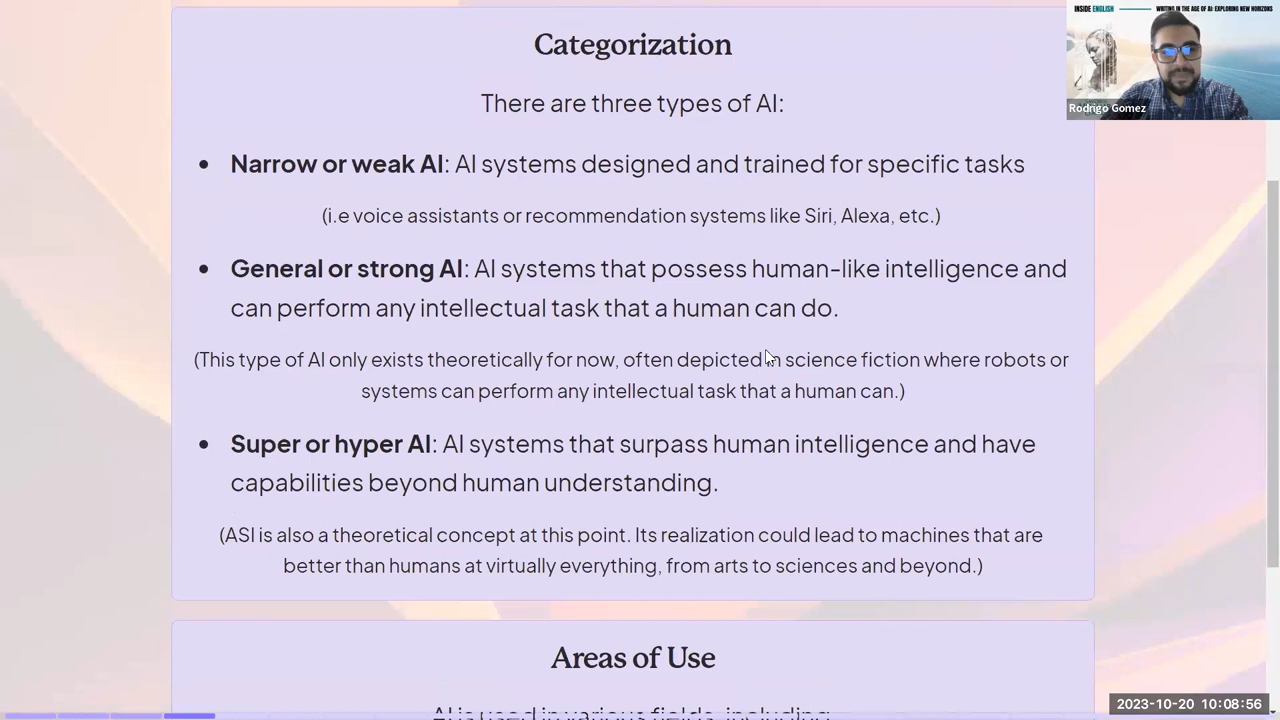 Categorization
There are three types of AI:
• Narrow or weak AI: AI systems designed and trained for specific tasks
(i.e voice assistants or recommendation systems like Siri, Alexa, etc.)
• General or strong AI: AI systems that possess human-like intelligence and
can perform any intellectual task that a human can do.
(This type of AI only exists theoretically for now, often depicted in science fiction where robots or
systems can perform any intellectual task that a human can.)
• Super or hyper AI: AI systems that surpass human intelligence and have
capabilities beyond human understanding.
(ASI is also a theoretical concept at this point. Its realization could lead to machines that are
better than humans at virtually everything, from arts to sciences and beyond.)
Areas of Use
AI is used in various fields, including
INSIDE ENGLISH WRITING IN THE AGE OF AI: EXPLORING NEW HORIZONS
Rodrigo Gomez
2023-10-20 10:08:56